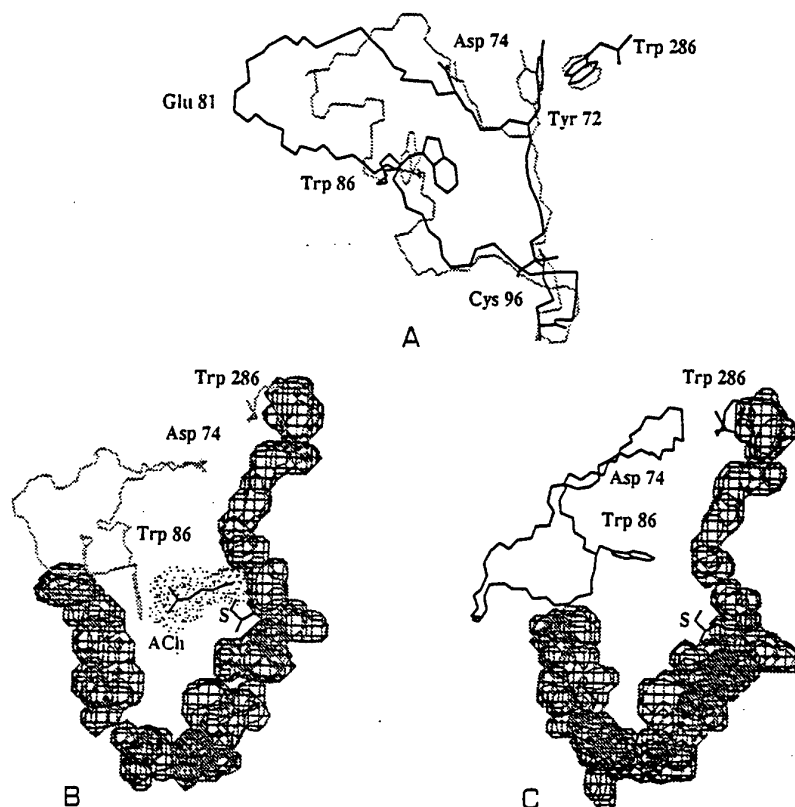 Asp 74
Trp 286
Glu 81
Tyr 72
Trp 86
Cys 96
A
Trp 286
Asp 74
Trp 86
ACh
S
B
Trp 286
Asp 74
Trp 86
S
C